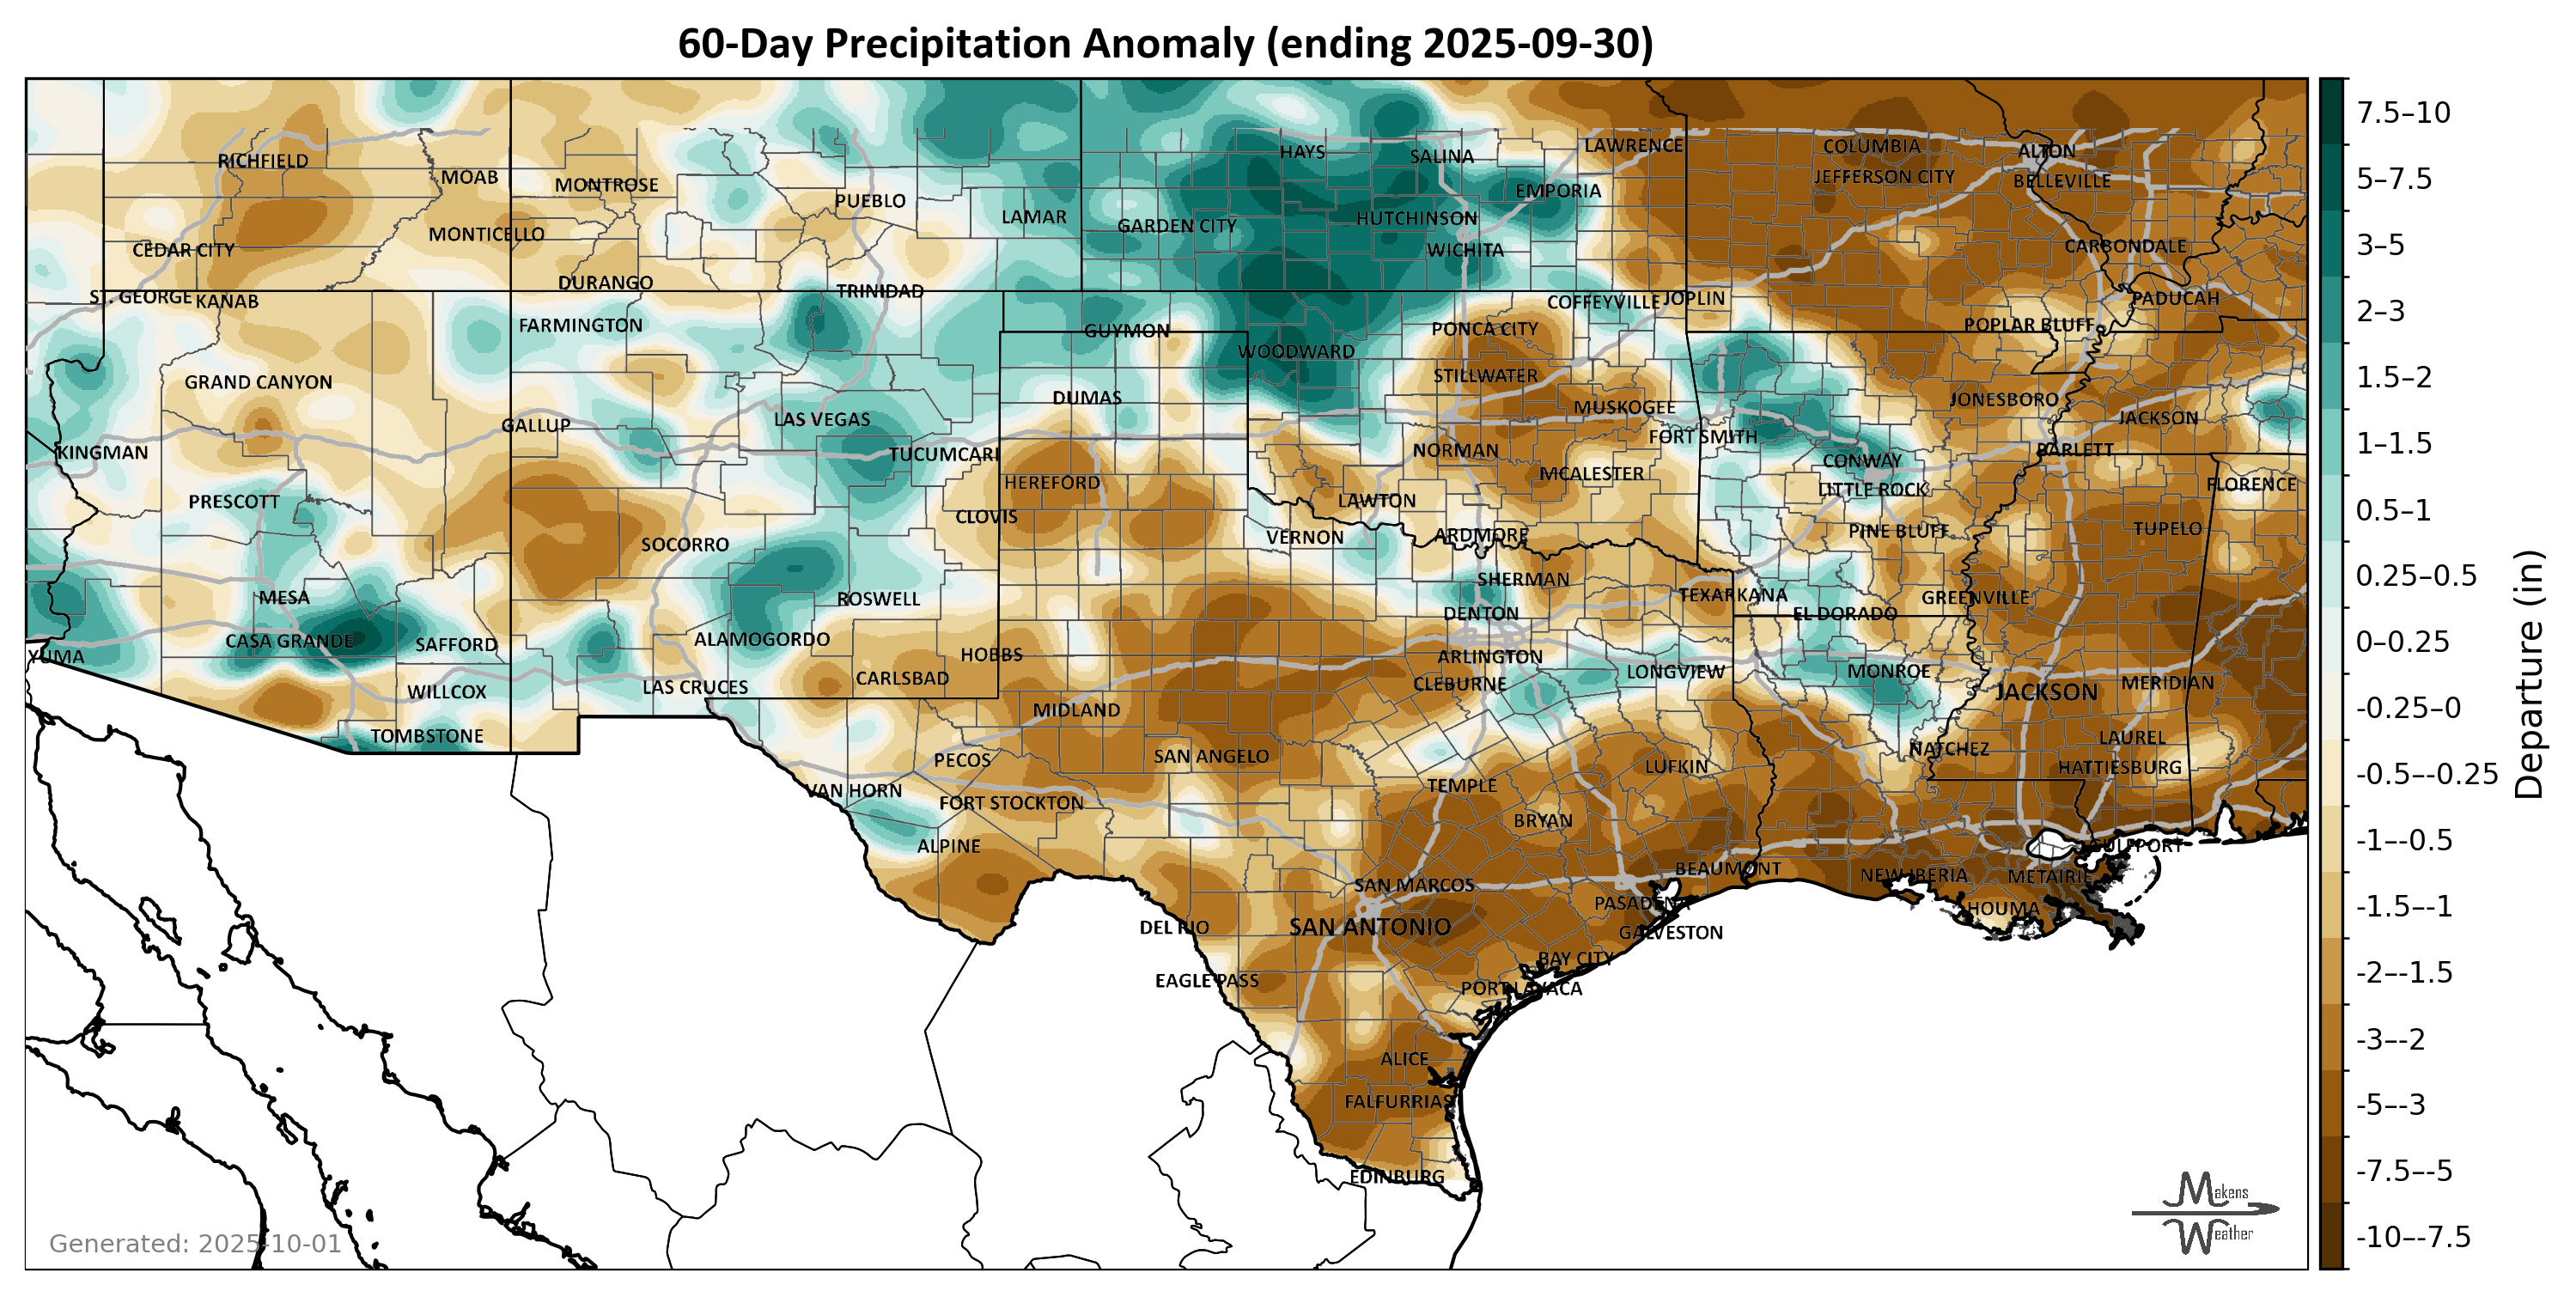 60-Day Precipitation Anomaly (ending 2025-09-30)
RICHFIELD
MOAB
MONTROSE
PUEBLO
LAMAR
GARDEN CITY
HAYS
SALINA
EMPORIA
LAWRENCE
COLUMBIA
JEFFERSON CITY
ALTON
BELLEVILLE
CEDAR CITY
MONTICELLO
HUTCHINSON
WICHITA
CARBONDALE
ST. GEORGE
KANAB
DURANGO
TRINIDAD
COFFEYVILLE
JOPLIN
PADUCAH
FARMINGTON
GUYMON
PONCA CITY
POPLAR BLUFF
WOODWARD
GRAND CANYON
STILLWATER
DUMAS
MUSKOGEE
JONESBORO
JACKSON
GALLUP
LAS VEGAS
FORT SMITH
KINGMAN
TUCUMCARI
NORMAN
BARLETT
CONWAY
HEREFORD
MCALESTER
FLORENCE
PRESCOTT
LAWTON
LITTLE ROCK
CLOVIS
PINE BLUFF
TUPELO
SOCORRO
VERNON
ARDMORE
SHERMAN
MESA
ROSWELL
TEXARKANA
GREENVILLE
DENTON
EL DORADO
CASA GRANDE
SAFFORD
ALAMOGORDO
YUMA
HOBBS
ARLINGTON
LONGVIEW
MONROE
WILLCOX
LAS CRUCES
CARLSBAD
CLEBURNE
JACKSON
MERIDIAN
MIDLAND
TOMBSTONE
PECOS
SAN ANGELO
NATCHEZ
LAUREL
LUFKIN
HATTIESBURG
VAN HORN
FORT STOCKTON
TEMPLE
BRYAN
ALPINE
GULFPORT
BEAUMONT
NEW IBERIA
METAIRIE
SAN MARCOS
PASADENA
HOUMA
DEL RIO
SAN ANTONIO
GALVESTON
BAY CITY
EAGLE PASS
PORT LAVACA
ALICE
FALFURRIAS
EDINBURG
Generated: 2025-10-01
Makens
Weather
7.5–10
5–7.5
3–5
2–3
1.5–2
1–1.5
0.5–1
0.25–0.5
0–0.25
-0.25–0
-0.5–-0.25
-1–-0.5
-1.5–-1
-2–-1.5
-3–-2
-5–-3
-7.5–-5
-10–-7.5
Departure (in)